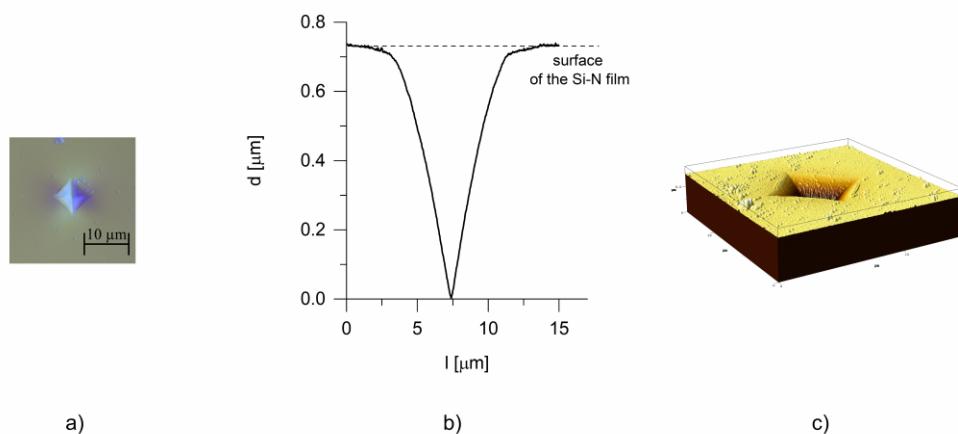 0.8
0.6
0.4
0.2
0.0
d [μm]
surface
of the Si-N film
0
5
10
15
l [μm]
10 μm
a)
b)
c)